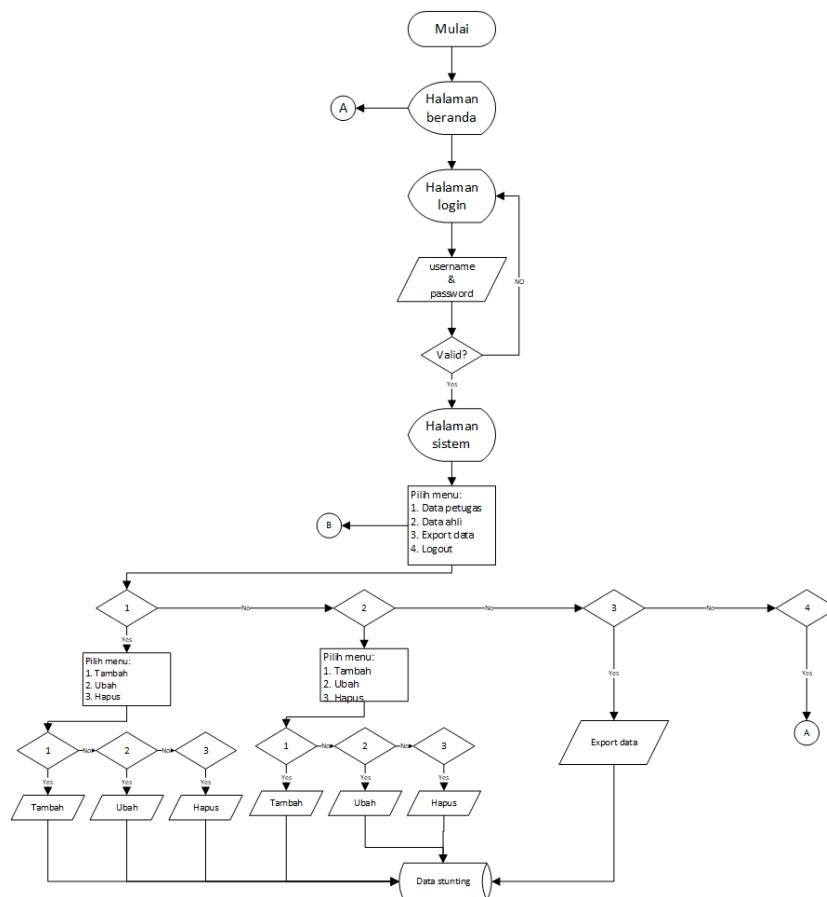 Mulai
Halaman
beranda
A
Halaman
login
username
&
password
NO
Valid?
Yes
Halaman
sistem
Pilih menu:
1. Data petugas
2. Data ahli
3. Export data
4. Logout
B
1
No
2
No
3
No
4
Yes
Yes
Yes
Pilih menu:
1. Tambah
2. Ubah
3. Hapus
Pilih menu:
1. Tambah
2. Ubah
3. Hapus
A
Export data
1
No
2
No
3
1
No
2
No
3
Yes
Yes
Yes
Yes
Yes
Yes
Tambah
Ubah
Hapus
Tambah
Ubah
Hapus
Data stunting